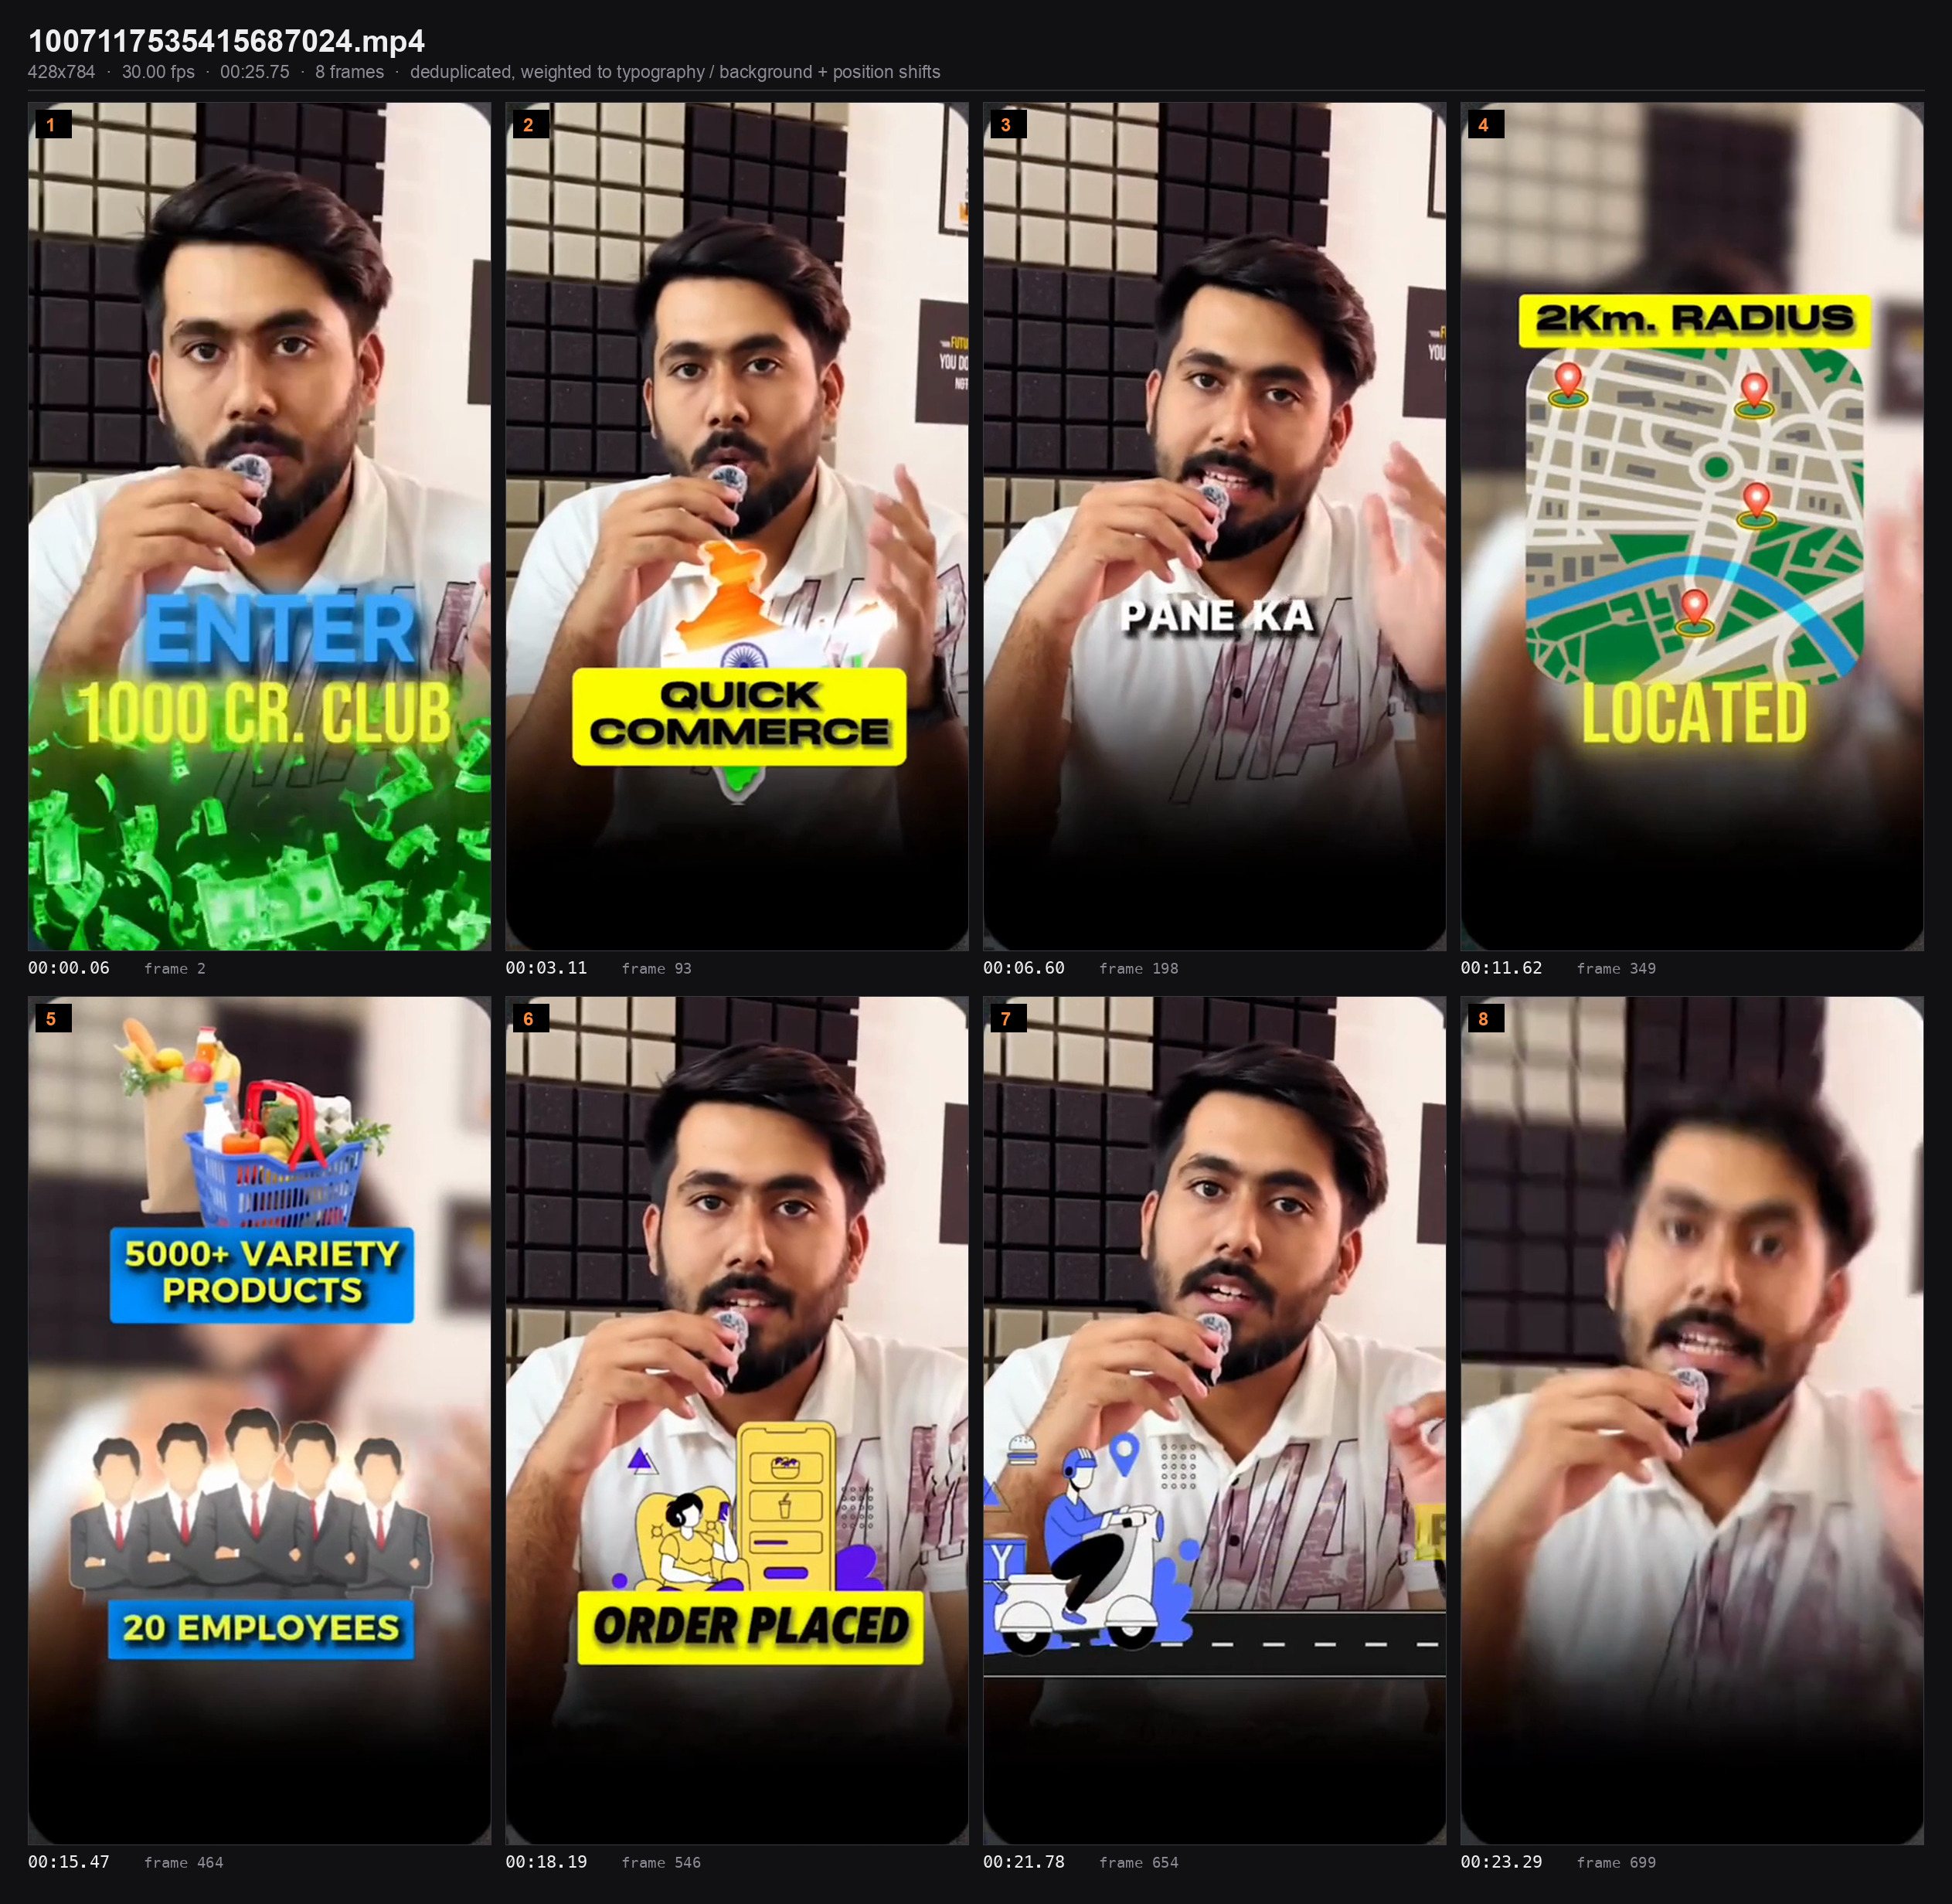 1007117535415687024.mp4
428x784 · 30.00 fps · 00:25.75 · 8 frames · deduplicated, weighted to typography / background + position shifts
1
ENTER
1000 CR. CLUB
00:00.06 frame 2
2
YOU DO
QUICK
COMMERCE
00:03.11 frame 93
3
PANE KA
00:06.60 frame 198
4
2Km. RADIUS
LOCATED
00:11.62 frame 349
5
5000+ VARIETY
PRODUCTS
20 EMPLOYEES
00:15.47 frame 464
6
ORDER PLACED
00:18.19 frame 546
7
Y
00:21.78 frame 654
8
00:23.29 frame 699